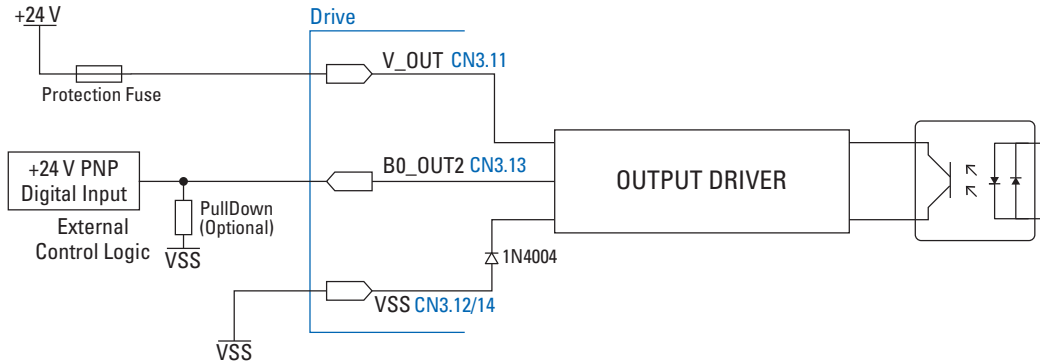 +24 V
Drive
V_OUT CN3.11
Protection Fuse
B0_OUT2 CN3.13
+24 V PNP
Digital Input
OUTPUT DRIVER
PullDown
(Optional)
External
Control Logic
VSS
1N4004
VSS CN3.12/14
VSS